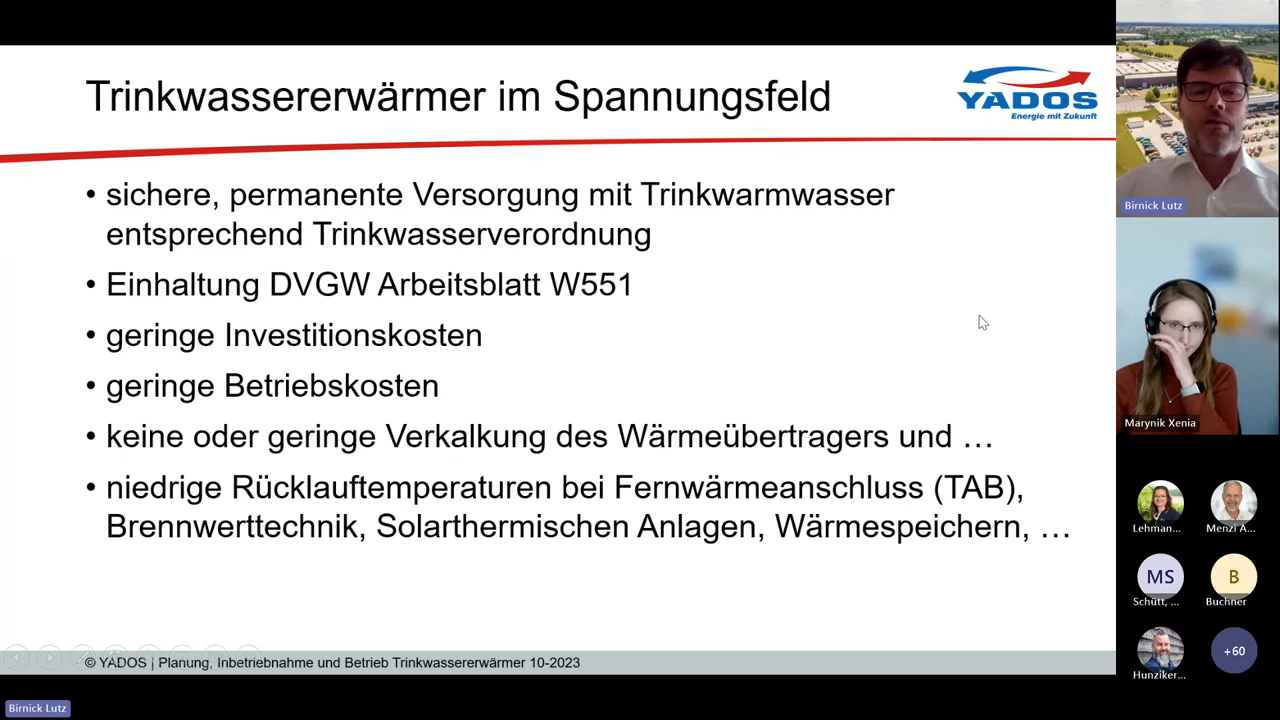 Trinkwassererwärmer im Spannungsfeld
YADOS
Energie mit Zukunft
• sichere, permanente Versorgung mit Trinkwarmwasser
entsprechend Trinkwasserverordnung
• Einhaltung DVGW Arbeitsblatt W551
• geringe Investitionskosten
• geringe Betriebskosten
• keine oder geringe Verkalkung des Wärmeübertragers und …
• niedrige Rücklauftemperaturen bei Fernwärmeanschluss (TAB),
Brennwerttechnik, Solarthermischen Anlagen, Wärmespeichern, …
© YADOS | Planung, Inbetriebnahme und Betrieb Trinkwassererwärmer 10-2023
Birnick Lutz
Birnick Lutz
Marynik Xenia
Lehman...
Menzi A...
MS
Schütt, ...
B
Buchner
Hunziker...
+60